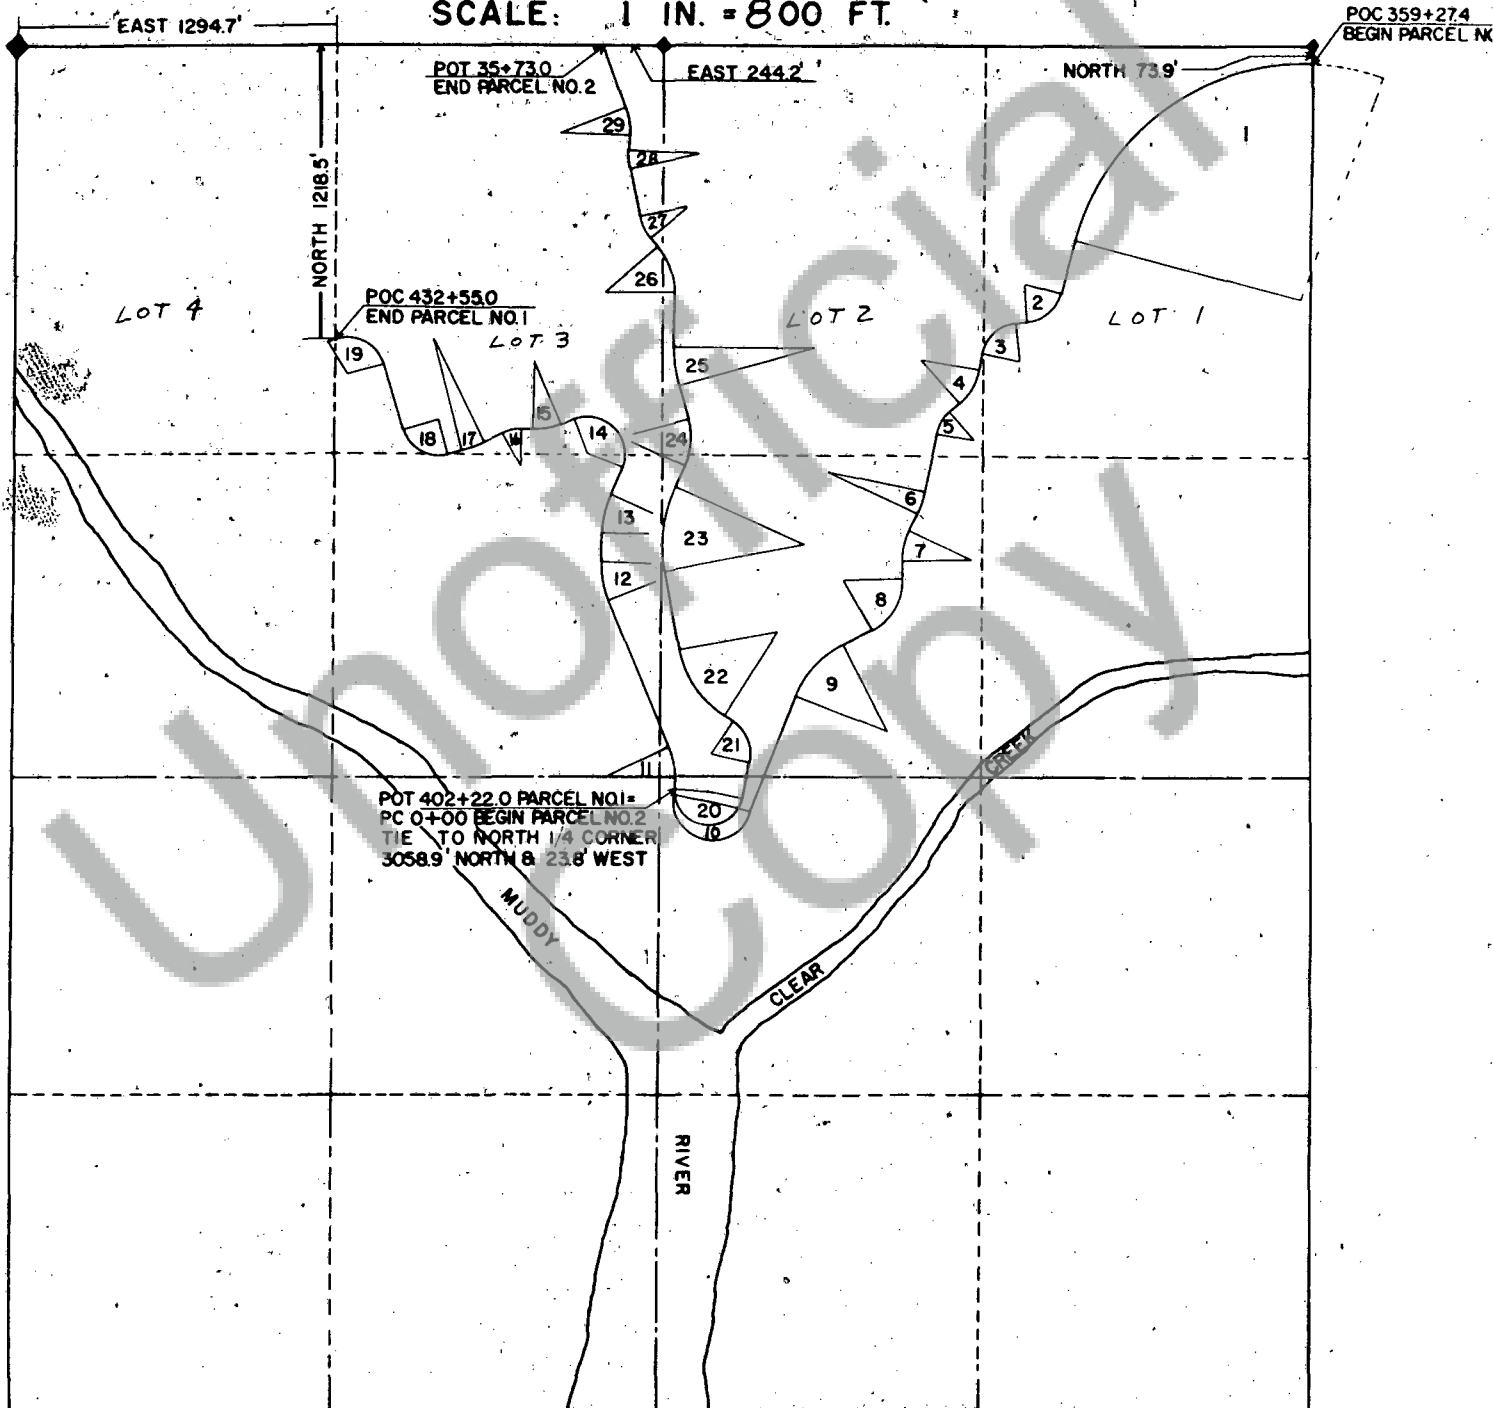 SCALE: 1 IN. = 800 FT.
EAST 1294.7'
POC 359+27.4
BEGIN PARCEL NO
POT 35+73.0
END PARCEL NO. 2
EAST 244.2'
NORTH 73.9'
1
29
28
27
26
NORTH 1218.5'
LOT 4
POC 432+55.0
END PARCEL NO.1
LOT 3
LOT 2
LOT 1
2
3
19
25
4
5
15
14
18
17
16
24
6
13
23
7
12
8
22
9
21
11
CREEK
POT 402+22.0 PARCEL NO.1=
PC 0+00 BEGIN PARCEL NO.2
TIE TO NORTH 1/4 CORNER
3058.9' NORTH & 23.8' WEST
20
10
MUDDY
CLEAR
RIVER
Unofficial
Copy